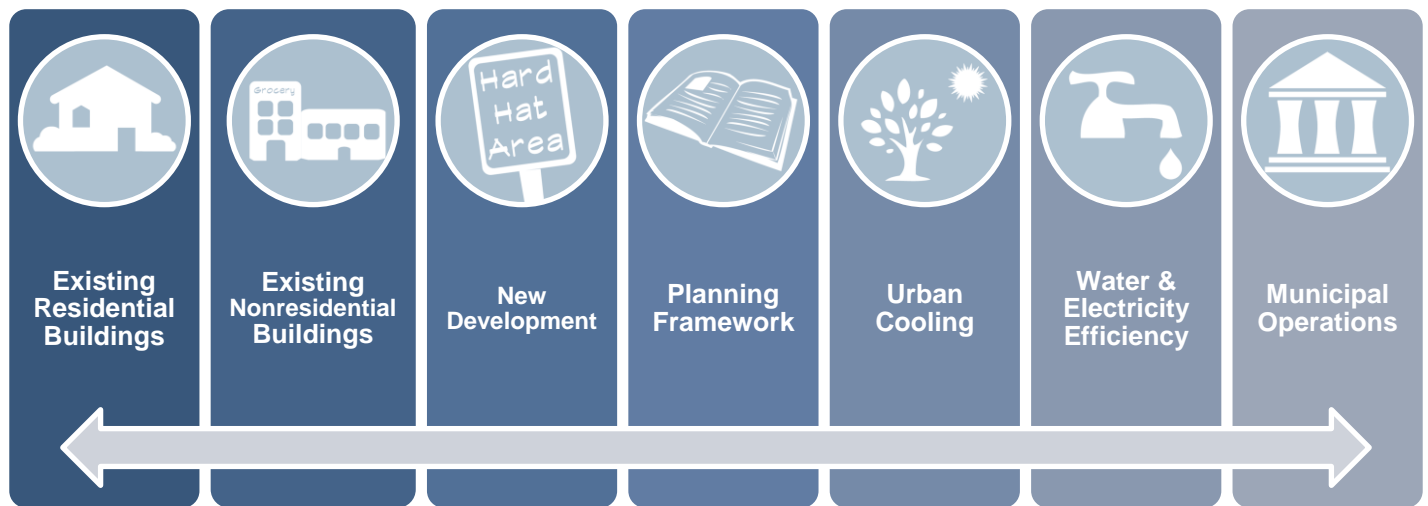 Grocery
Hard
Hat
Area
Existing
Residential
Buildings
Existing
Nonresidential
Buildings
New
Development
Planning
Framework
Urban
Cooling
Water &
Electricity
Efficiency
Municipal
Operations